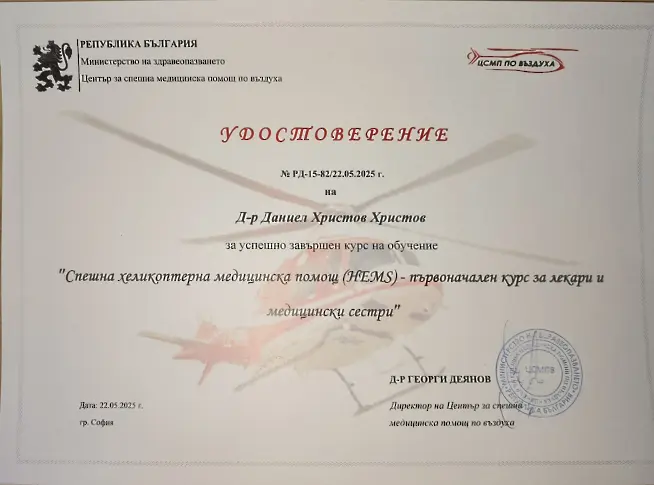 РЕПУБЛИКА БЪЛГАРИЯ
Министерство на здравеопазването
Център за спешна медицинска помощ по въздуха
ЦСМП ПО ВЪЗДУХА
УДОСТОВЕРЕНИЕ
№ РД-15-82/22.05.2025 г.
на
Д-р Даниел Христов Христов
за успешно завършен курс на обучение
"Спешна хеликоптерна медицинска помощ (HEMS) - първоначален курс за лекари и
медицински сестри"
Д-Р ГЕОРГИ ДЕЯНОВ
Дата: 22.05.2025 г.
Директор на Център за спешна
гр. София
медицинска помощ по въздуха